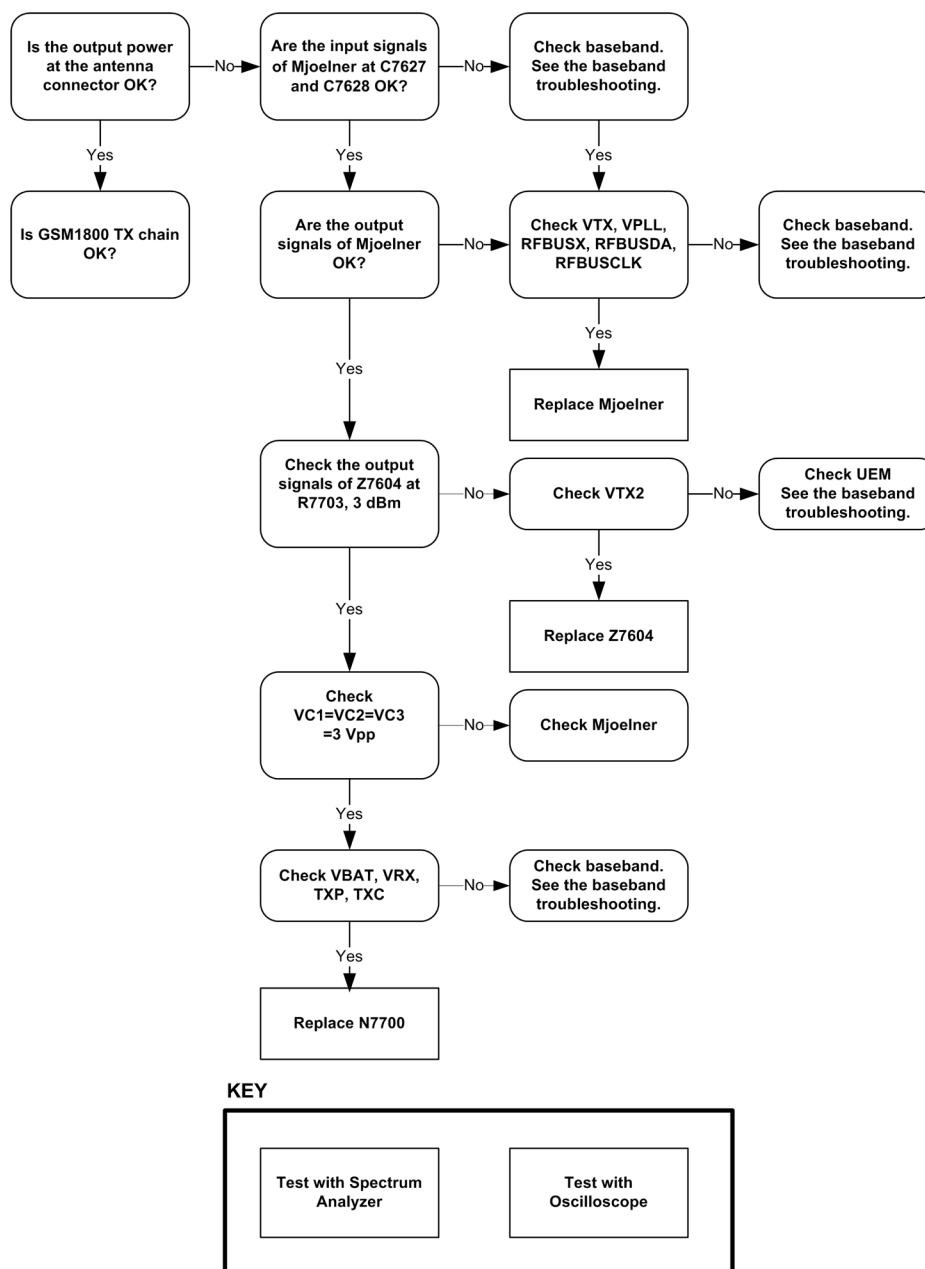 Is the output power
at the antenna
connector OK?
No
Are the input signals
of Mjoelner at C7627
and C7628 OK?
No
Check baseband.
See the baseband
troubleshooting.
Yes
Yes
Yes
Is GSM1800 TX chain
OK?
Are the output
signals of Mjoelner
OK?
No
Check VTX, VPLL,
RFBUSX, RFBUSDA,
RFBUSCLK
No
Check baseband.
See the baseband
troubleshooting.
Yes
Yes
Replace Mjoelner
Check the output
signals of Z7604 at
R7703, 3 dBm
No
Check VTX2
No
Check UEM
See the baseband
troubleshooting.
Yes
Yes
Replace Z7604
Check
VC1=VC2=VC3
=3 Vpp
No
Check Mjoelner
Yes
Check VBAT, VRX,
TXP, TXC
No
Check baseband.
See the baseband
troubleshooting.
Yes
Replace N7700
KEY
Test with Spectrum
Analyzer
Test with
Oscilloscope